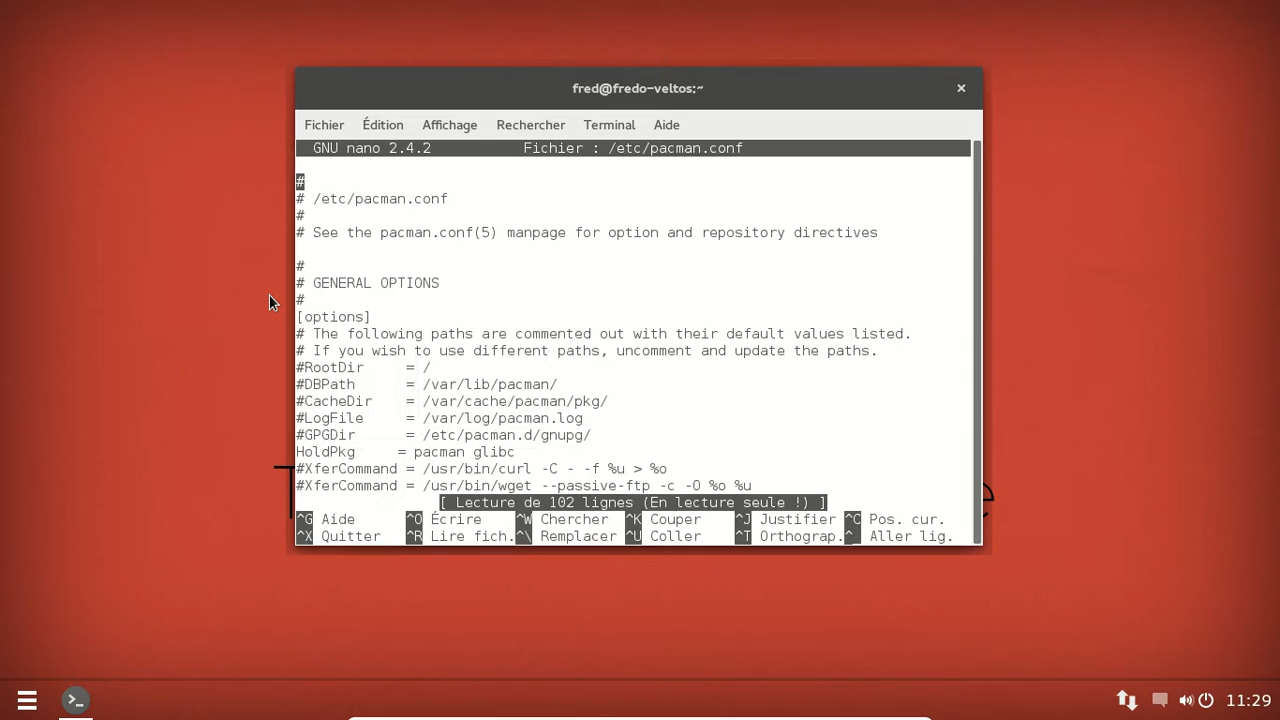 fred@fredo-veltos:~ ×
Fichier Édition Affichage Rechercher Terminal Aide
GNU nano 2.4.2 Fichier : /etc/pacman.conf
#
# /etc/pacman.conf
#
# See the pacman.conf(5) manpage for option and repository directives
#
# GENERAL OPTIONS
#
[options]
# The following paths are commented out with their default values listed.
# If you wish to use different paths, uncomment and update the paths.
#RootDir = /
#DBPath = /var/lib/pacman/
#CacheDir = /var/cache/pacman/pkg/
#LogFile = /var/log/pacman.log
#GPGDir = /etc/pacman.d/gnupg/
HoldPkg = pacman glibc
#XferCommand = /usr/bin/curl -C - -f %u > %o
#XferCommand = /usr/bin/wget --passive-ftp -c -O %o %u
[ Lecture de 102 lignes (En lecture seule !) ]
^G Aide ^O Écrire ^W Chercher ^K Couper ^J Justifier ^C Pos. cur.
^X Quitter ^R Lire fich. ^\ Remplacer ^U Coller ^T Orthograp. ^_ Aller lig.
11:29